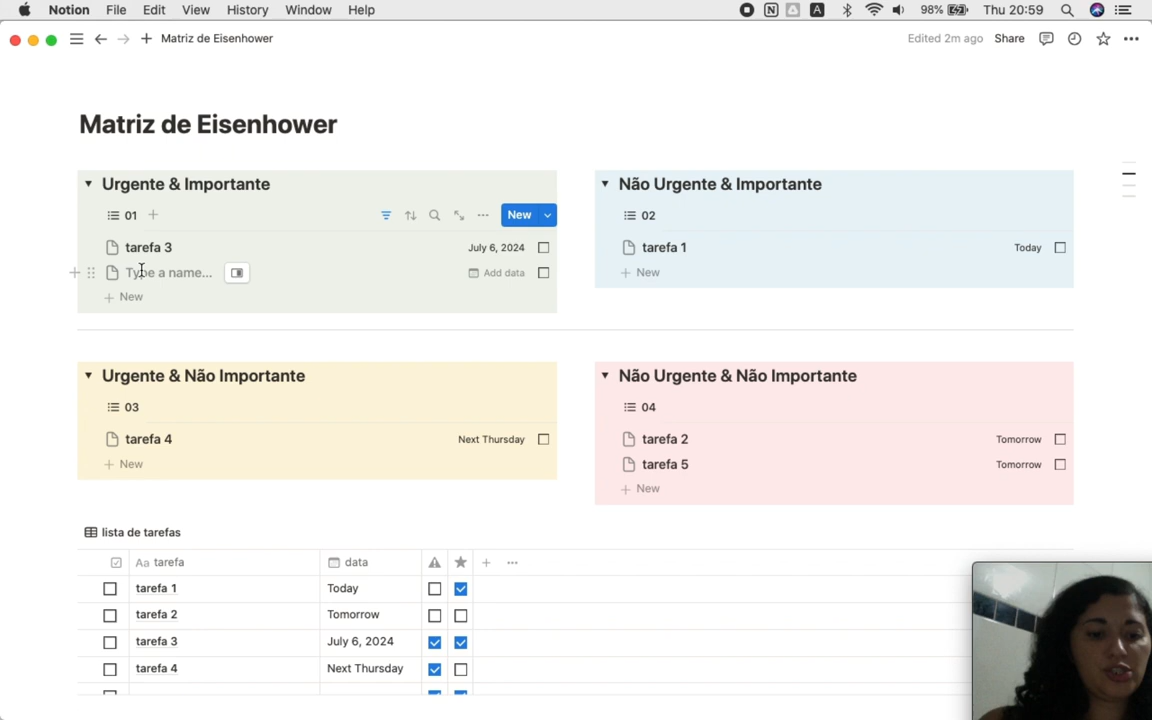 Notion File Edit View History Window Help A 98% Thu 20:59
Matriz de Eisenhower Edited 2m ago Share
Matriz de Eisenhower
Urgente & Importante
01 New
tarefa 3 July 6, 2024
Type a name... Add data
New
Não Urgente & Importante
02
tarefa 1 Today
New
Urgente & Não Importante
03
tarefa 4 Next Thursday
New
Não Urgente & Não Importante
04
tarefa 2 Tomorrow
tarefa 5 Tomorrow
New
lista de tarefas
Aa tarefa data
tarefa 1 Today
tarefa 2 Tomorrow
tarefa 3 July 6, 2024
tarefa 4 Next Thursday